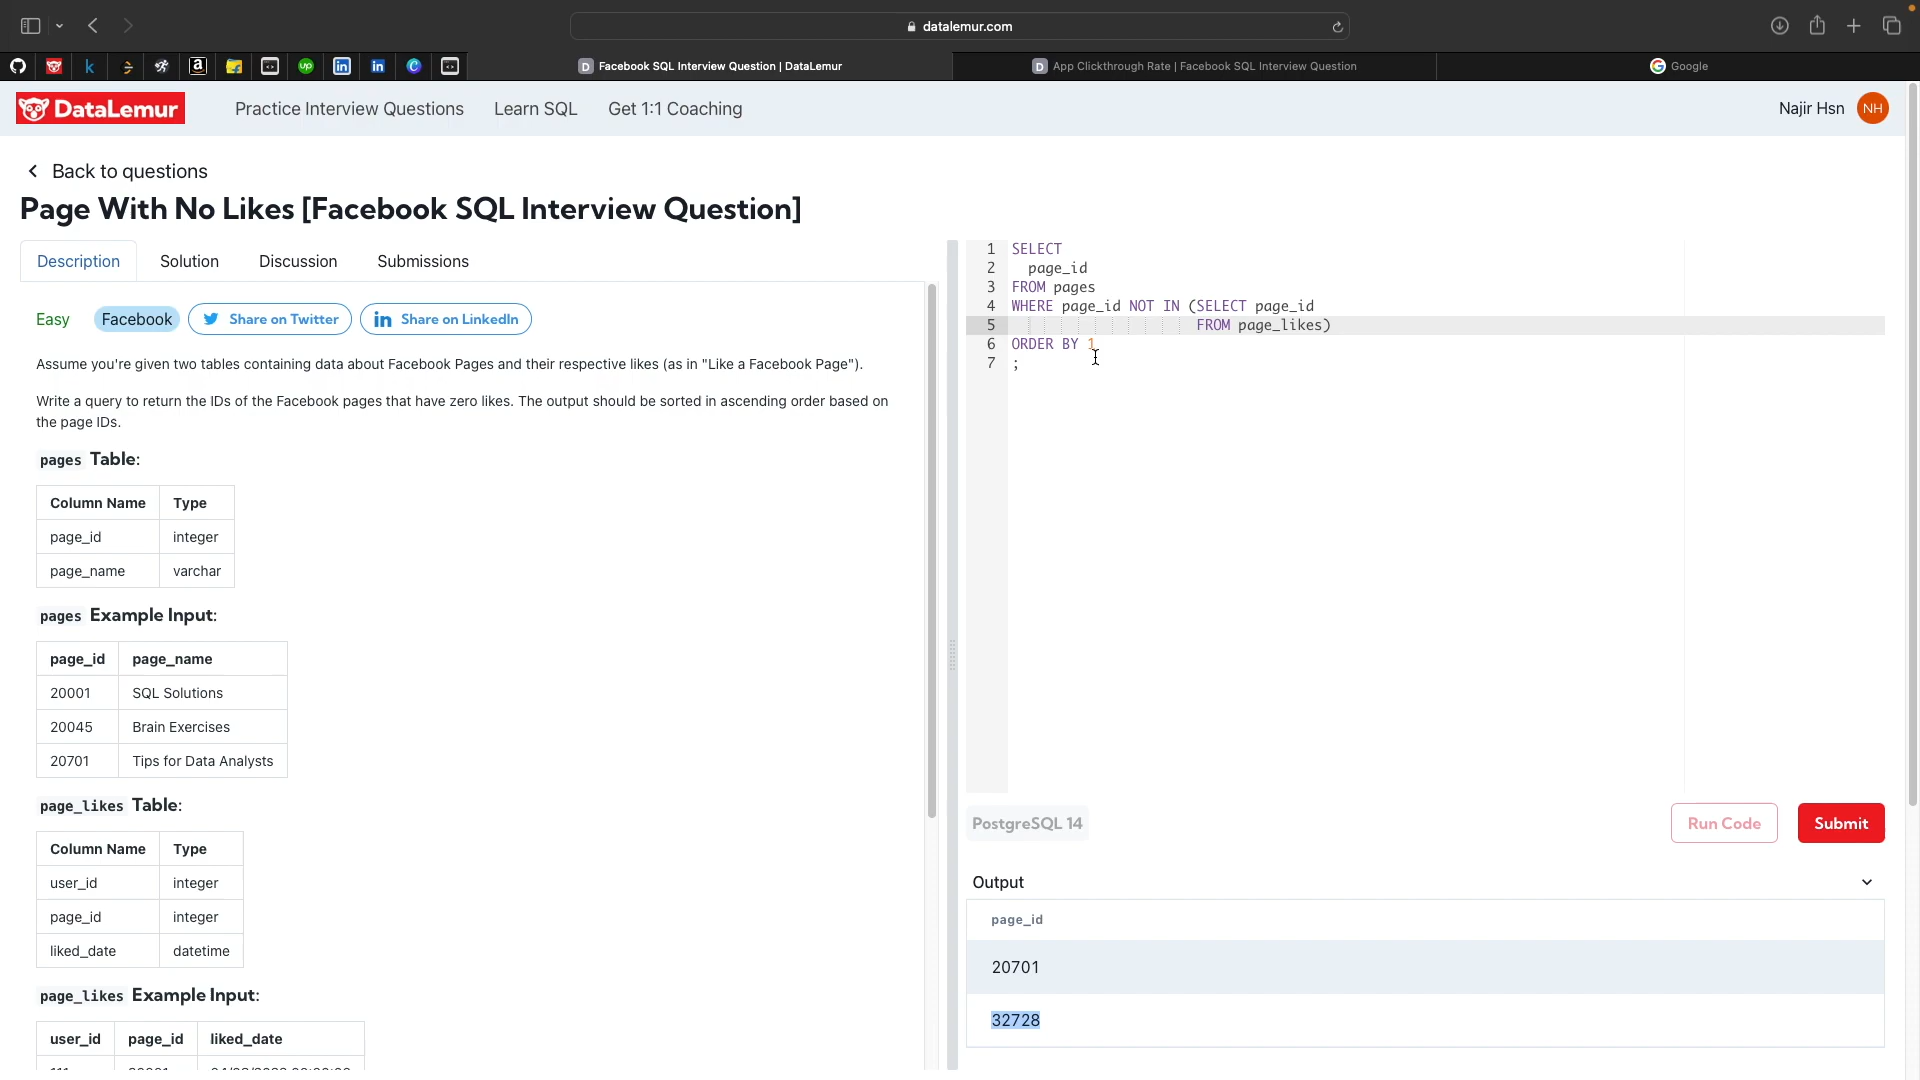 datalemur.com
Facebook SQL Interview Question | DataLemur
App Clickthrough Rate | Facebook SQL Interview Question
Google
DataLemur
Practice Interview Questions
Learn SQL
Get 1:1 Coaching
Najir Hsn
NH
Back to questions
Page With No Likes [Facebook SQL Interview Question]
Description
Solution
Discussion
Submissions
Easy
Facebook
Share on Twitter
Share on LinkedIn
Assume you're given two tables containing data about Facebook Pages and their respective likes (as in "Like a Facebook Page").
Write a query to return the IDs of the Facebook pages that have zero likes. The output should be sorted in ascending order based on
the page IDs.
pages Table:
Column Name Type
page_id integer
page_name varchar
pages Example Input:
page_id page_name
20001 SQL Solutions
20045 Brain Exercises
20701 Tips for Data Analysts
page_likes Table:
Column Name Type
user_id integer
page_id integer
liked_date datetime
page_likes Example Input:
user_id page_id liked_date
1 SELECT
2 page_id
3 FROM pages
4 WHERE page_id NOT IN (SELECT page_id
5 FROM page_likes)
6 ORDER BY 1
7 ;
PostgreSQL 14
Run Code
Submit
Output
page_id
20701
32728